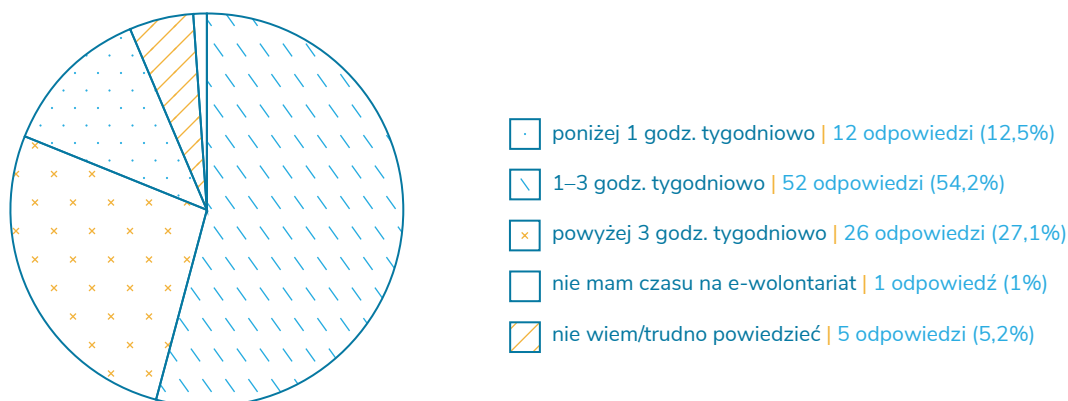 poniżej 1 godz. tygodniowo | 12 odpowiedzi (12,5%)
1–3 godz. tygodniowo | 52 odpowiedzi (54,2%)
powyżej 3 godz. tygodniowo | 26 odpowiedzi (27,1%)
nie mam czasu na e-wolontariat | 1 odpowiedź (1%)
nie wiem/trudno powiedzieć | 5 odpowiedzi (5,2%)